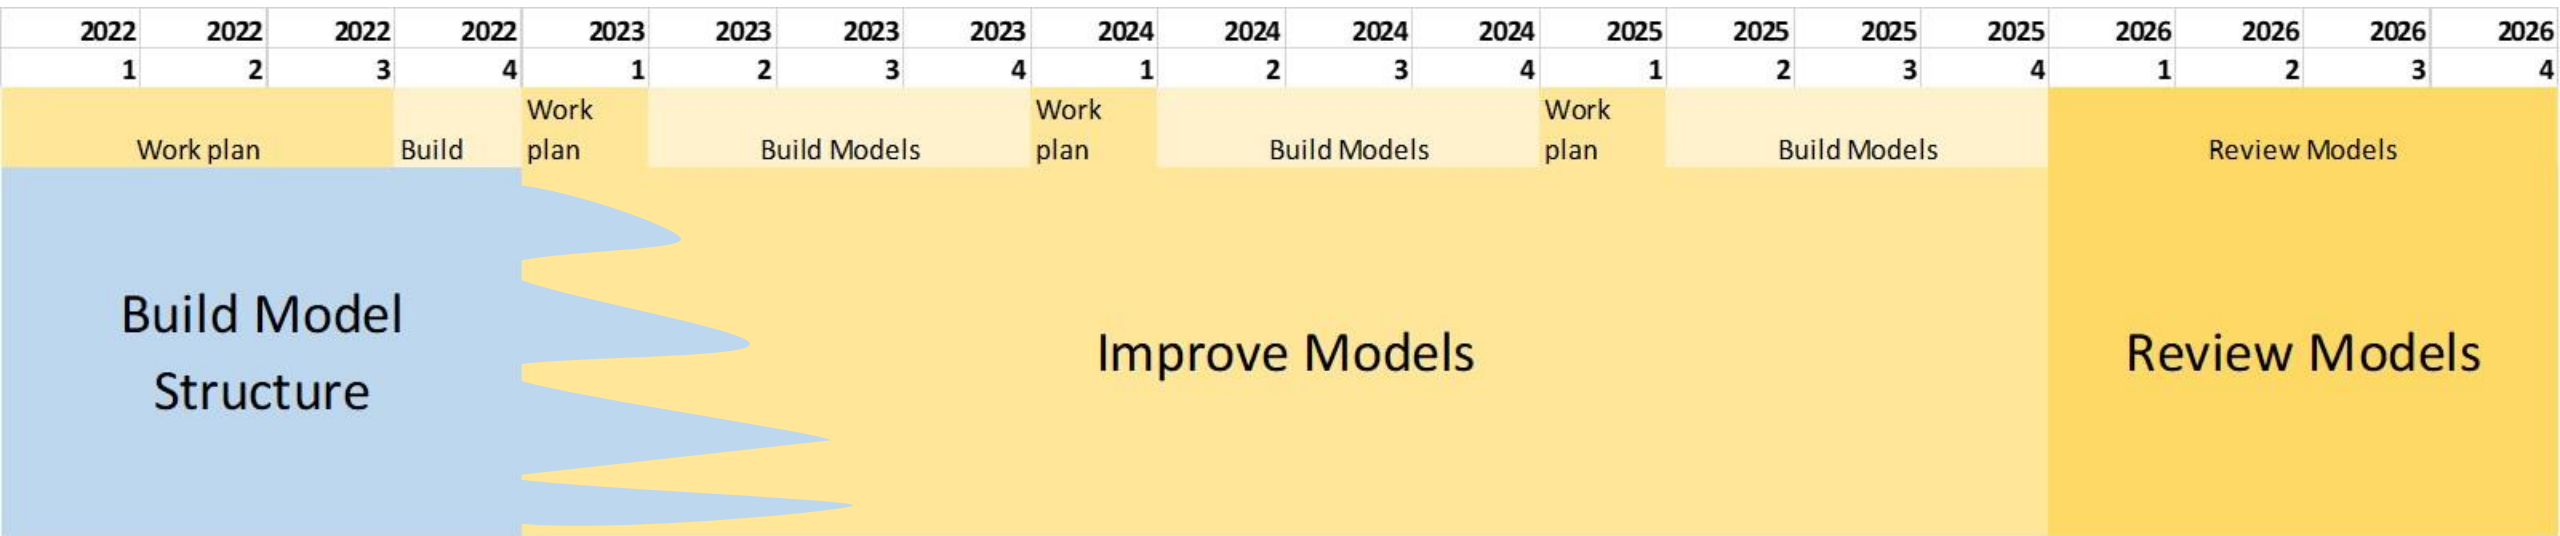 2022 2022 2022 2022 2023 2023 2023 2023 2024 2024 2024 2024 2025 2025 2025 2025 2026 2026 2026 2026
1 2 3 4 1 2 3 4 1 2 3 4 1 2 3 4 1 2 3 4
Work plan Build Work plan Build Models Work plan Build Models Work plan Build Models Review Models
Build Model
Structure
Improve Models
Review Models